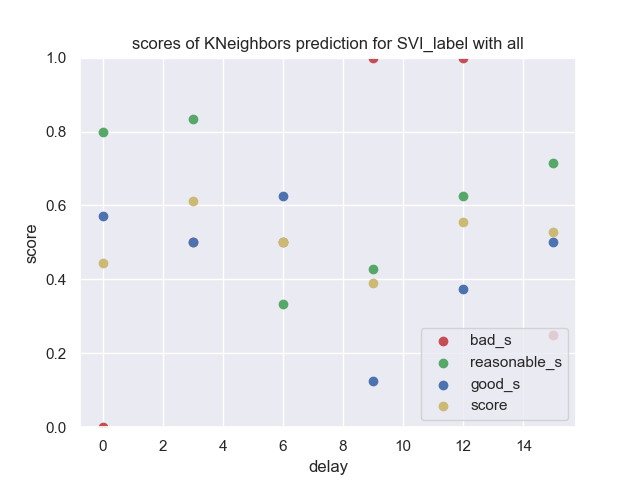 scores of KNeighbors prediction for SVI_label with all
1.0
0.8
0.6
0.4
0.2
0.0
score
0 2 4 6 8 10 12 14
delay
bad_s
reasonable_s
good_s
score